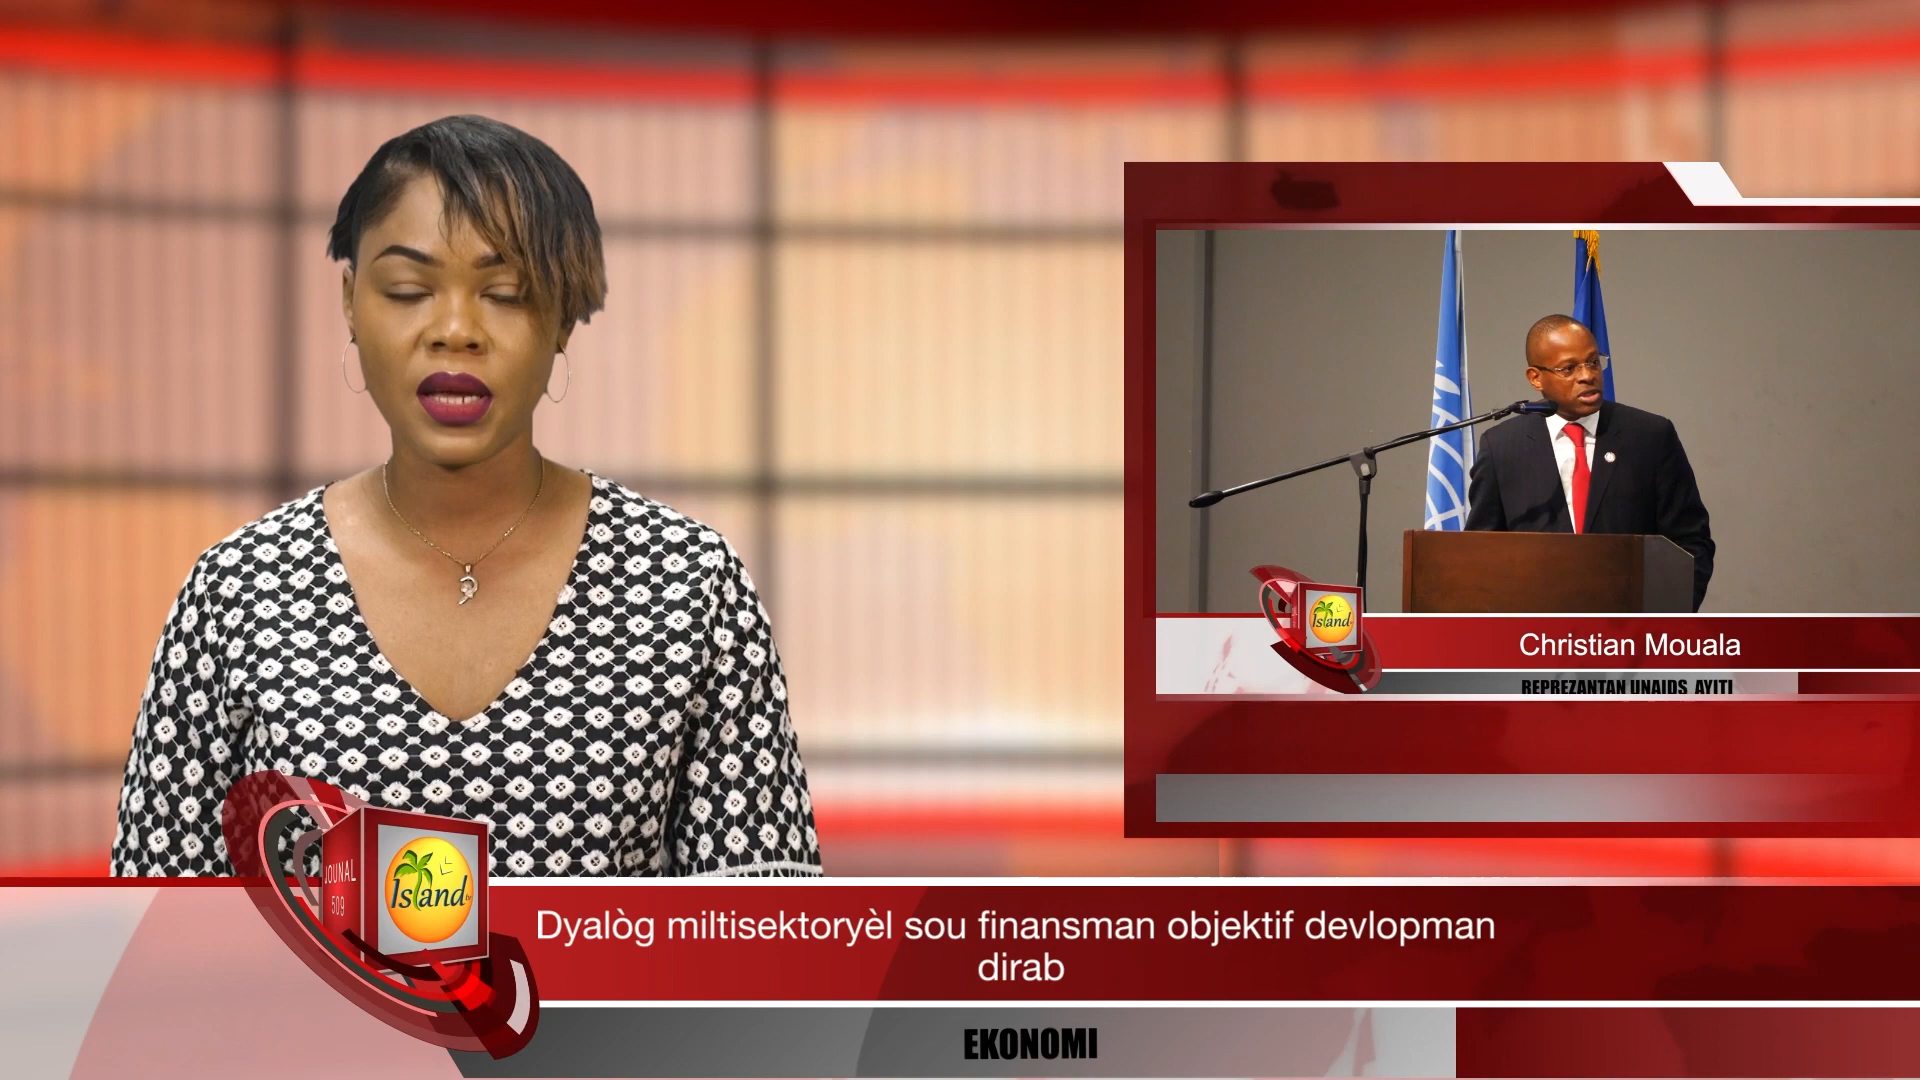 Christian Mouala
REPREZANTAN UNAIDS AYITI
Island
JOUNAL
509
Island
Dyalòg miltisektoryèl sou finansman objektif devlopman
dirab
EKONOMI